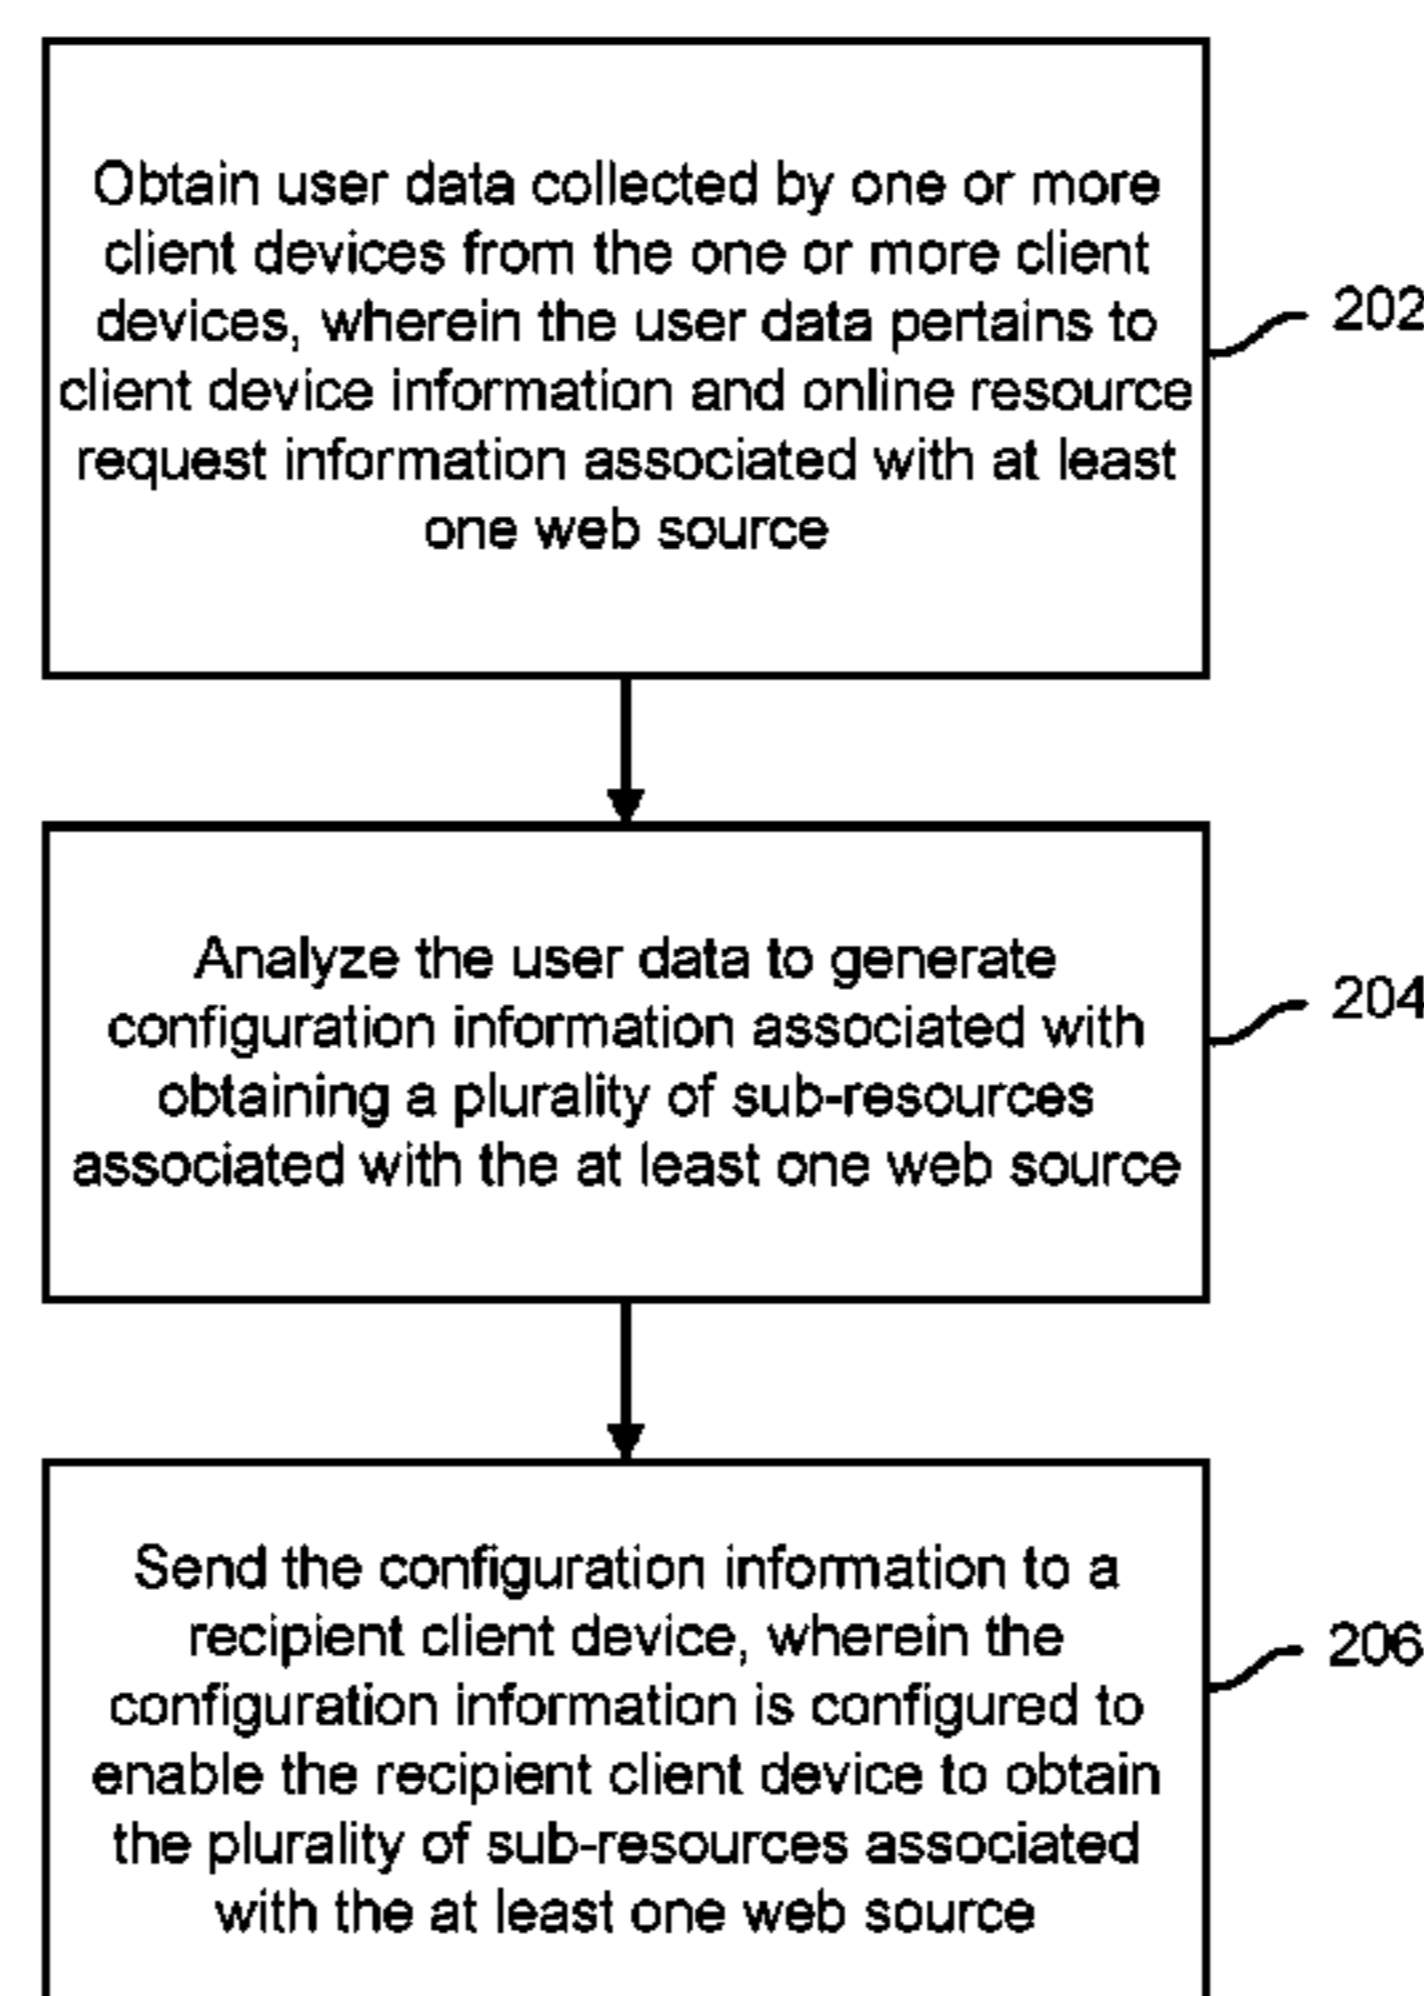 Obtain user data collected by one or more
client devices from the one or more client
devices, wherein the user data pertains to
client device information and online resource
request information associated with at least
one web source
202
Analyze the user data to generate
configuration information associated with
obtaining a plurality of sub-resources
associated with the at least one web source
204
Send the configuration information to a
recipient client device, wherein the
configuration information is configured to
enable the recipient client device to obtain
the plurality of sub-resources associated
with the at least one web source
206